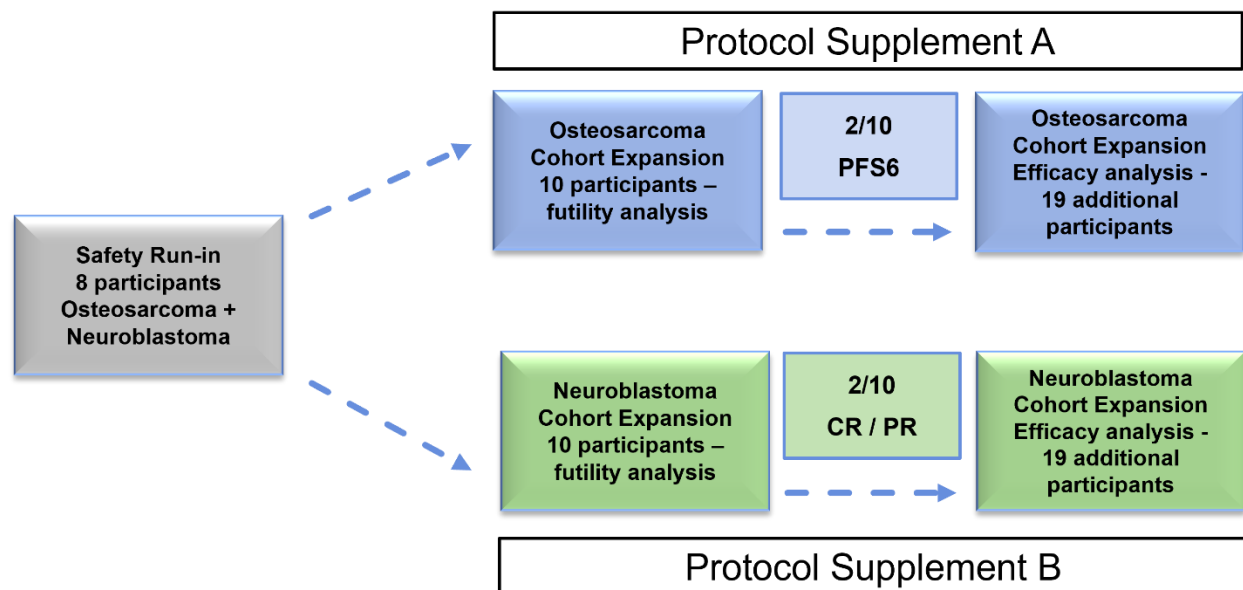 Protocol Supplement A
Safety Run-in
8 participants
Osteosarcoma +
Neuroblastoma
Osteosarcoma
Cohort Expansion
10 participants –
futility analysis
2/10
PFS6
Osteosarcoma
Cohort Expansion
Efficacy analysis -
19 additional
participants
Neuroblastoma
Cohort Expansion
10 participants –
futility analysis
2/10
CR / PR
Neuroblastoma
Cohort Expansion
Efficacy analysis -
19 additional
participants
Protocol Supplement B